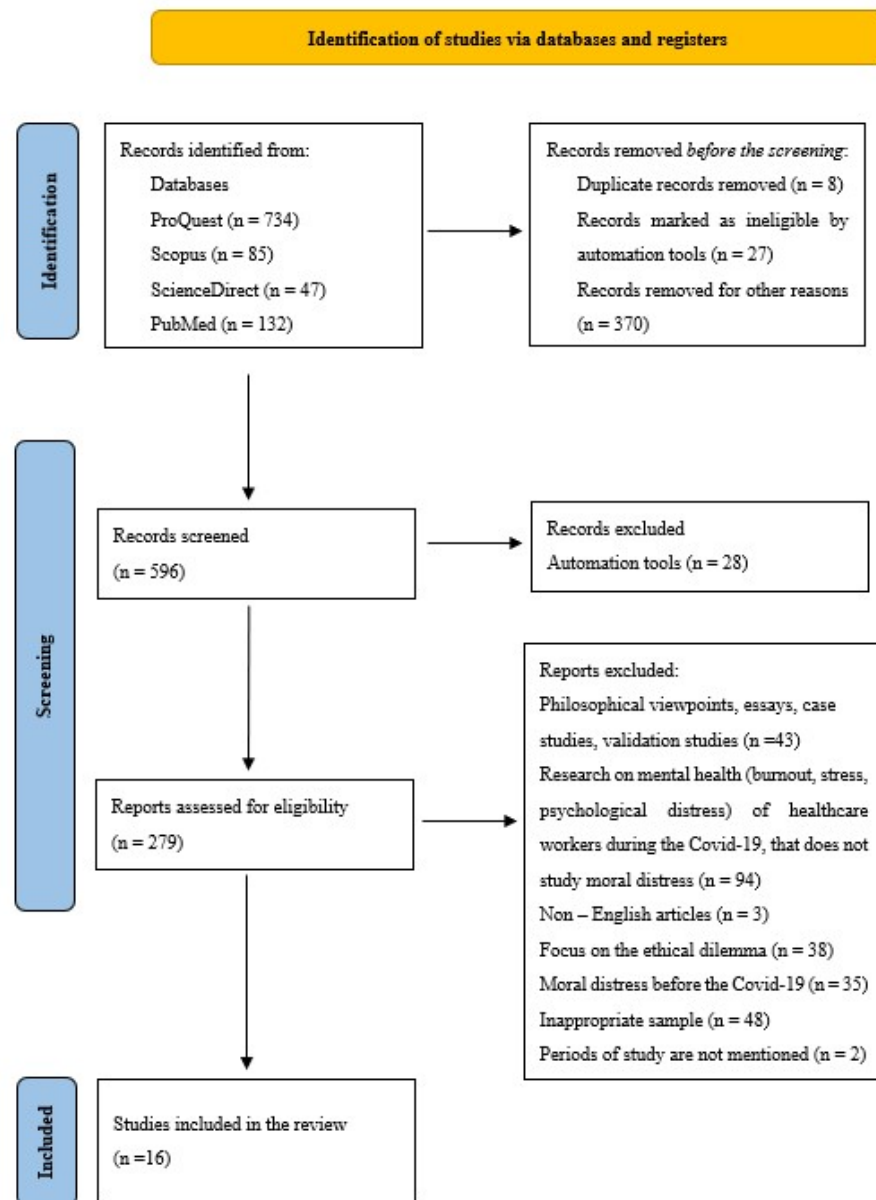 Identification of studies via databases and registers
Identification
Records identified from:
Databases
ProQuest (n = 734)
Scopus (n = 85)
ScienceDirect (n = 47)
PubMed (n = 132)
Records removed before the screening:
Duplicate records removed (n = 8)
Records marked as ineligible by
automation tools (n = 27)
Records removed for other reasons
(n = 370)
Screening
Records screened
(n = 596)
Records excluded
Automation tools (n = 28)
Reports assessed for eligibility
(n = 279)
Reports excluded:
Philosophical viewpoints, essays, case
studies, validation studies (n =43)
Research on mental health (burnout, stress,
psychological distress) of healthcare
workers during the Covid-19, that does not
study moral distress (n = 94)
Non – English articles (n = 3)
Focus on the ethical dilemma (n = 38)
Moral distress before the Covid-19 (n = 35)
Inappropriate sample (n = 48)
Periods of study are not mentioned (n = 2)
Included
Studies included in the review
(n =16)